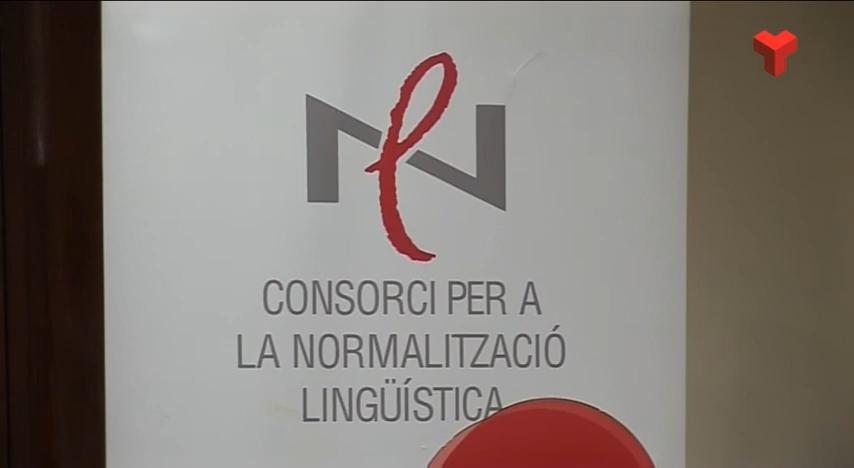 CONSORCI PER A
LA NORMALITZACIÓ
LINGÜÍSTICA